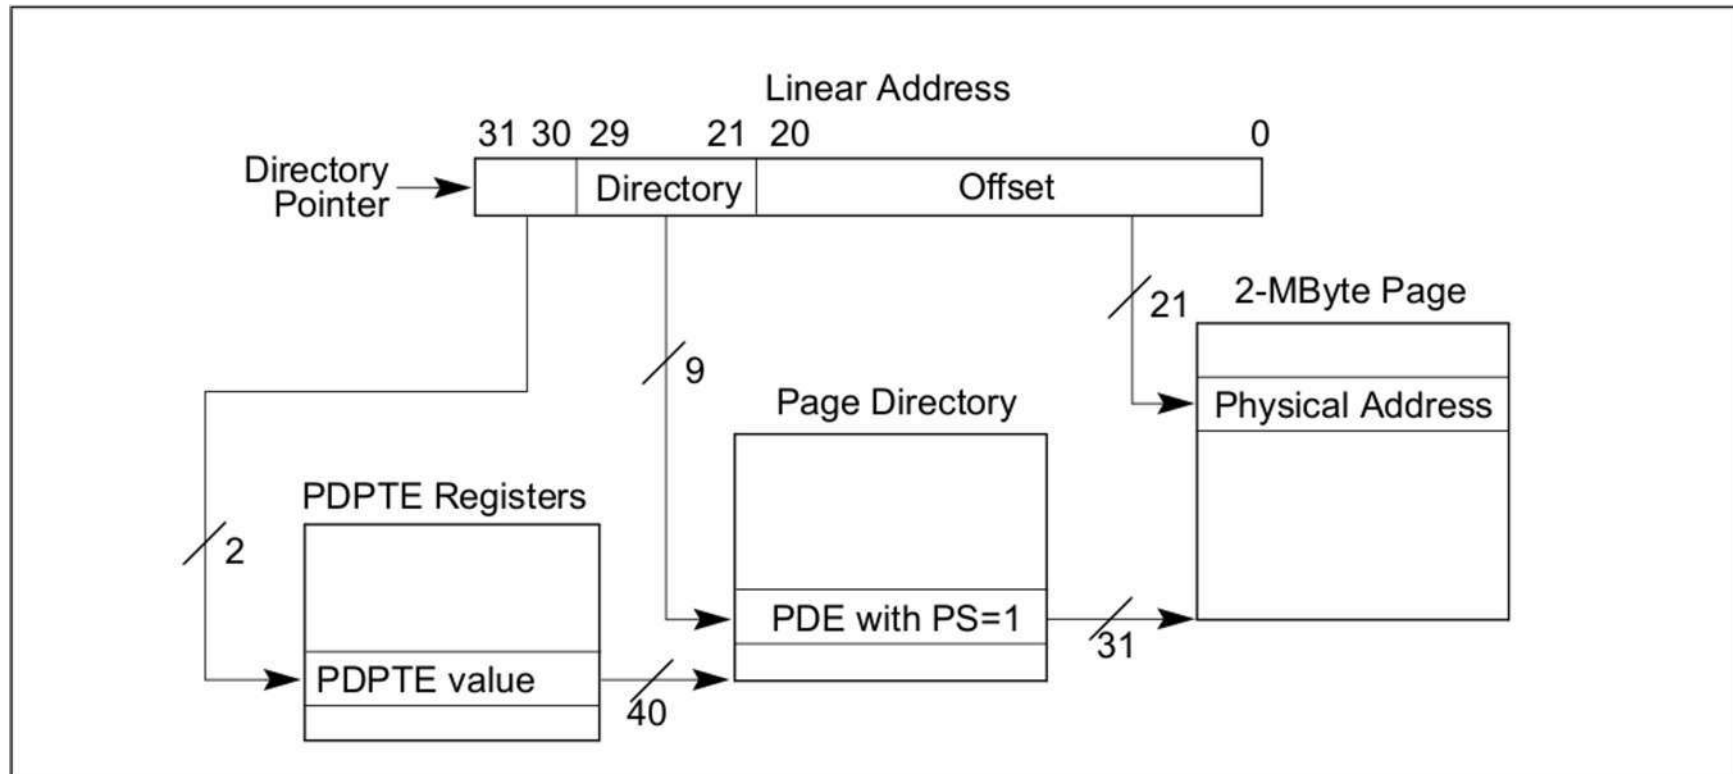 Linear Address
31 30 29 21 20 0
Directory
Pointer
Directory
Offset
21
2-MByte Page
9
Page Directory
Physical Address
PDPTE Registers
2
PDE with PS=1
31
PDPTE value
40